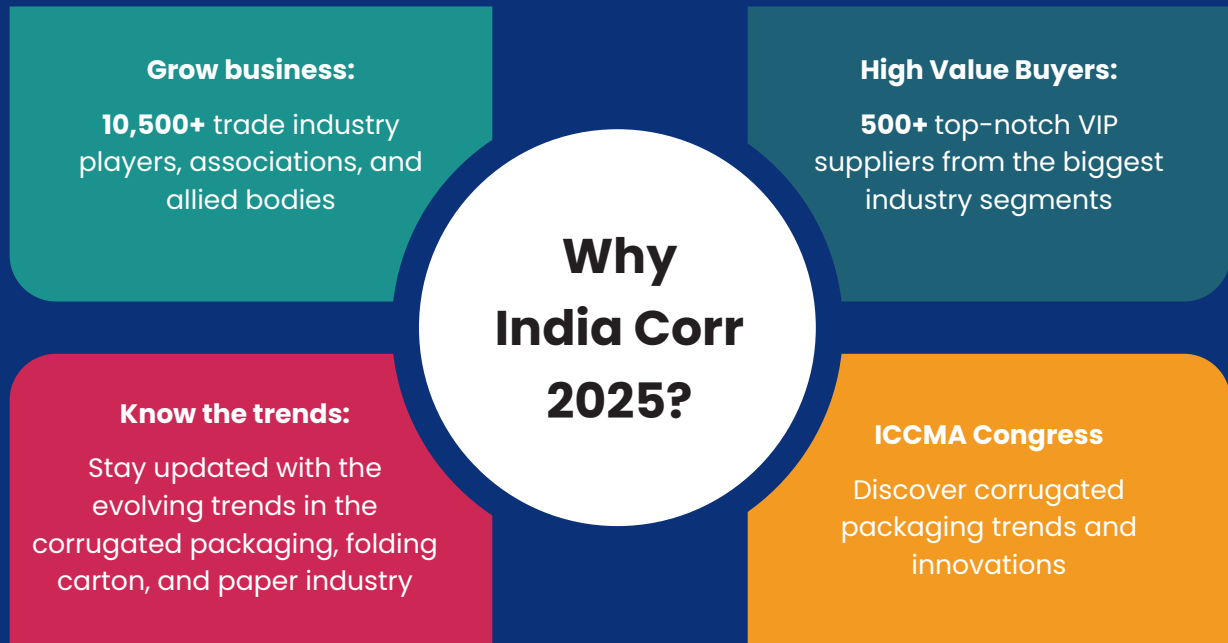 Grow business:
10,500+ trade industry
players, associations, and
allied bodies
High Value Buyers:
500+ top-notch VIP
suppliers from the biggest
industry segments
Why
India Corr
2025?
Know the trends:
Stay updated with the
evolving trends in the
corrugated packaging, folding
carton, and paper industry
ICCMA Congress
Discover corrugated
packaging trends and
innovations